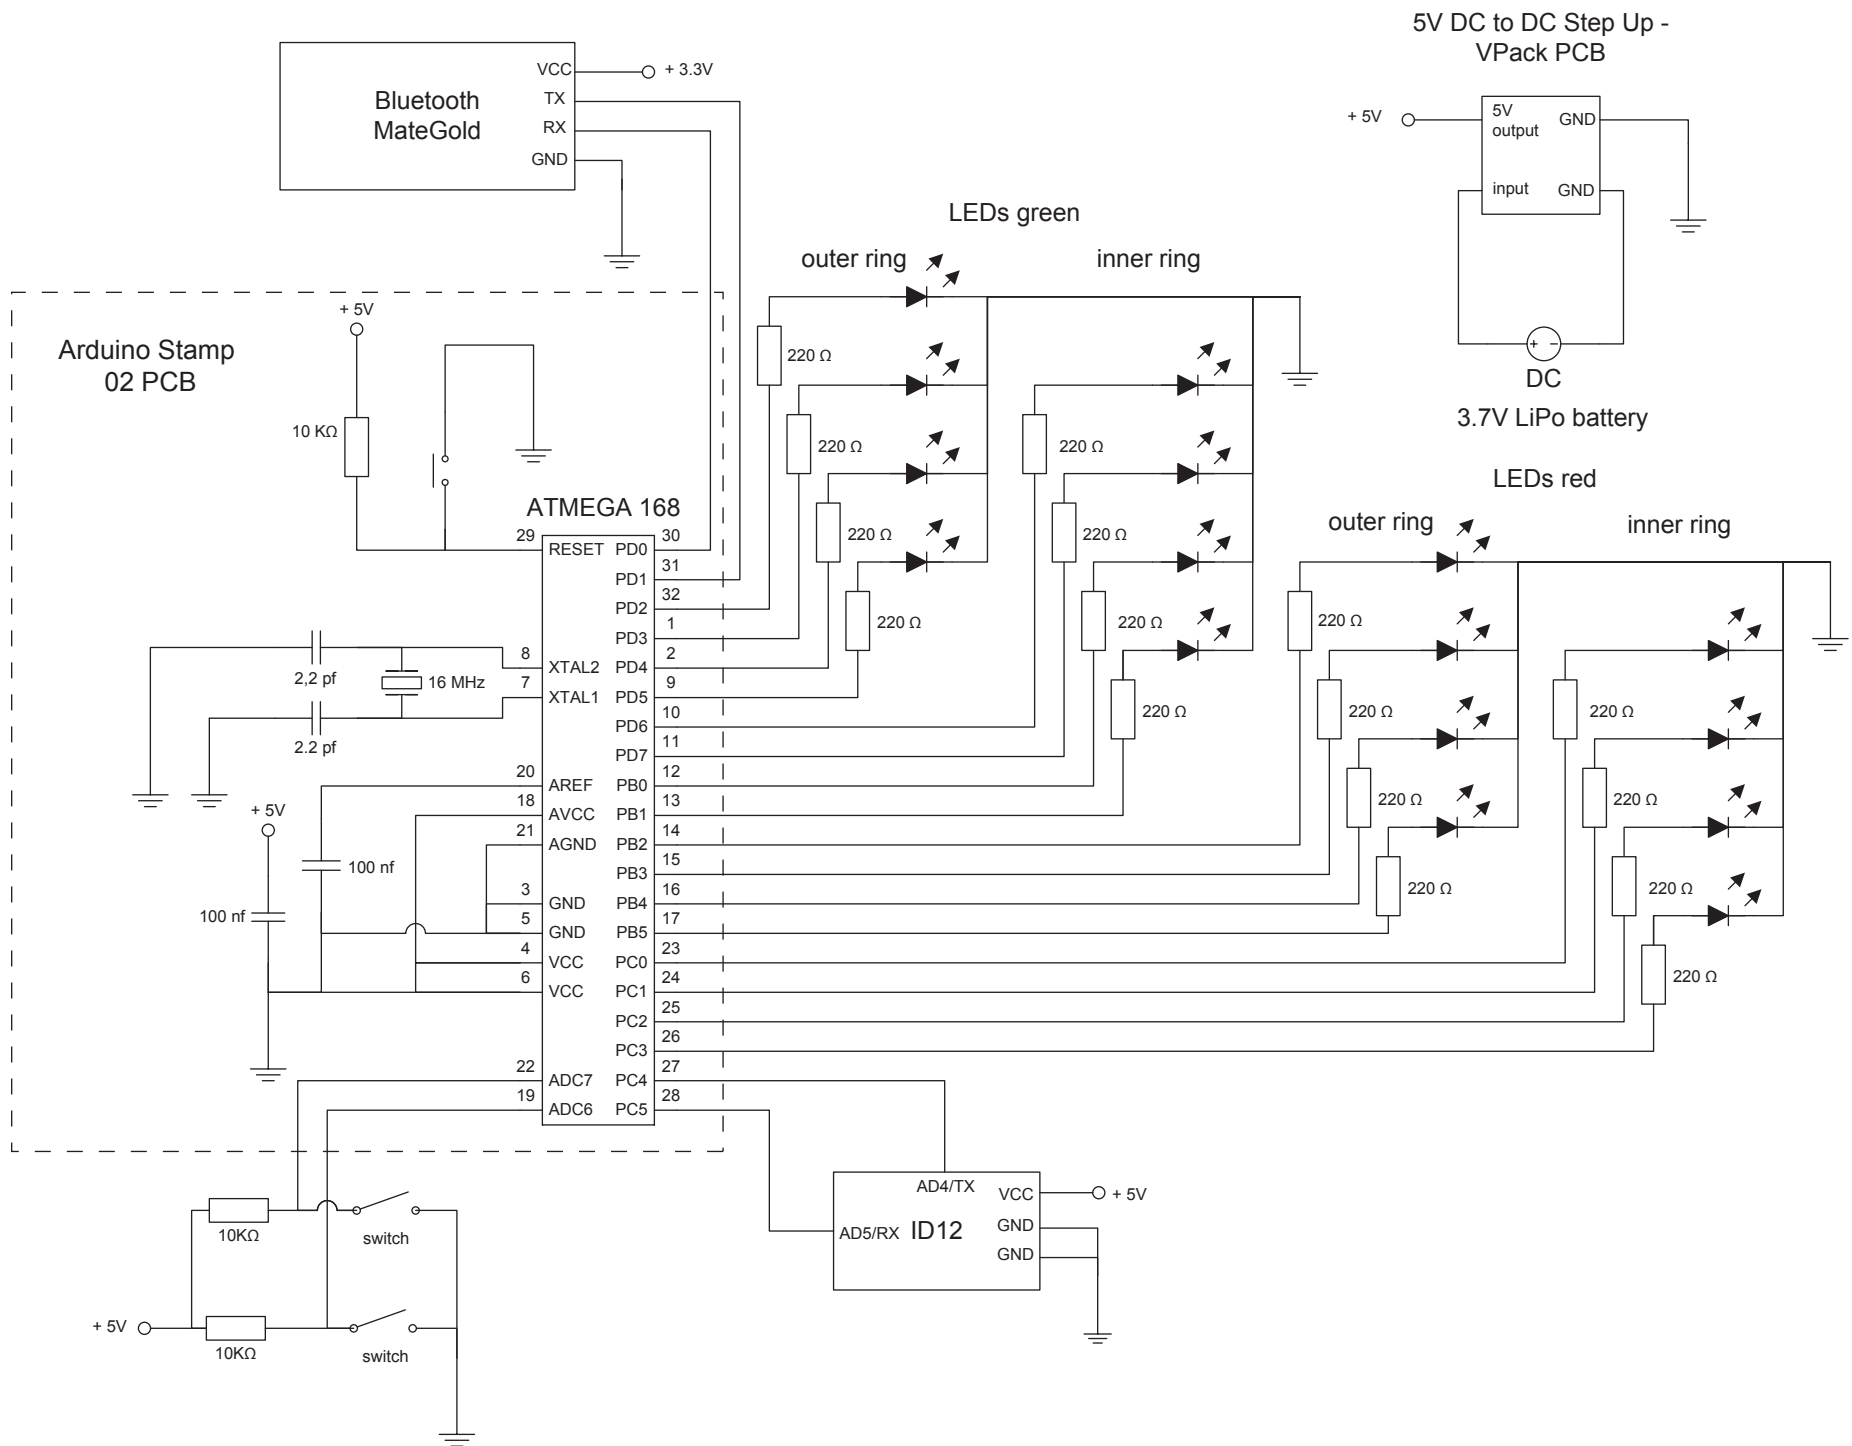 5V DC to DC Step Up -
VPack PCB
Bluetooth
MateGold
VCC
TX
RX
GND
+ 3.3V
+ 5V
5V
output
GND
input
GND
DC
3.7V LiPo battery
LEDs green
outer ring
inner ring
220 Ω
220 Ω
220 Ω
220 Ω
220 Ω
220 Ω
220 Ω
220 Ω
LEDs red
outer ring
inner ring
220 Ω
220 Ω
220 Ω
220 Ω
220 Ω
220 Ω
220 Ω
220 Ω
Arduino Stamp
02 PCB
+ 5V
10 KΩ
ATMEGA 168
29 RESET
8 XTAL2
7 XTAL1
20 AREF
18 AVCC
21 AGND
3 GND
5 GND
4 VCC
6 VCC
22 ADC7
19 ADC6
PD0 30
PD1 31
PD2 32
PD3 1
PD4 2
PD5 9
PD6 10
PD7 11
PB0 12
PB1 13
PB2 14
PB3 15
PB4 16
PB5 17
PC0 23
PC1 24
PC2 25
PC3 26
PC4 27
PC5 28
2,2 pf
16 MHz
2.2 pf
+ 5V
100 nf
100 nf
10KΩ
switch
+ 5V
10KΩ
switch
AD4/TX
VCC
+ 5V
AD5/RX
ID12
GND
GND